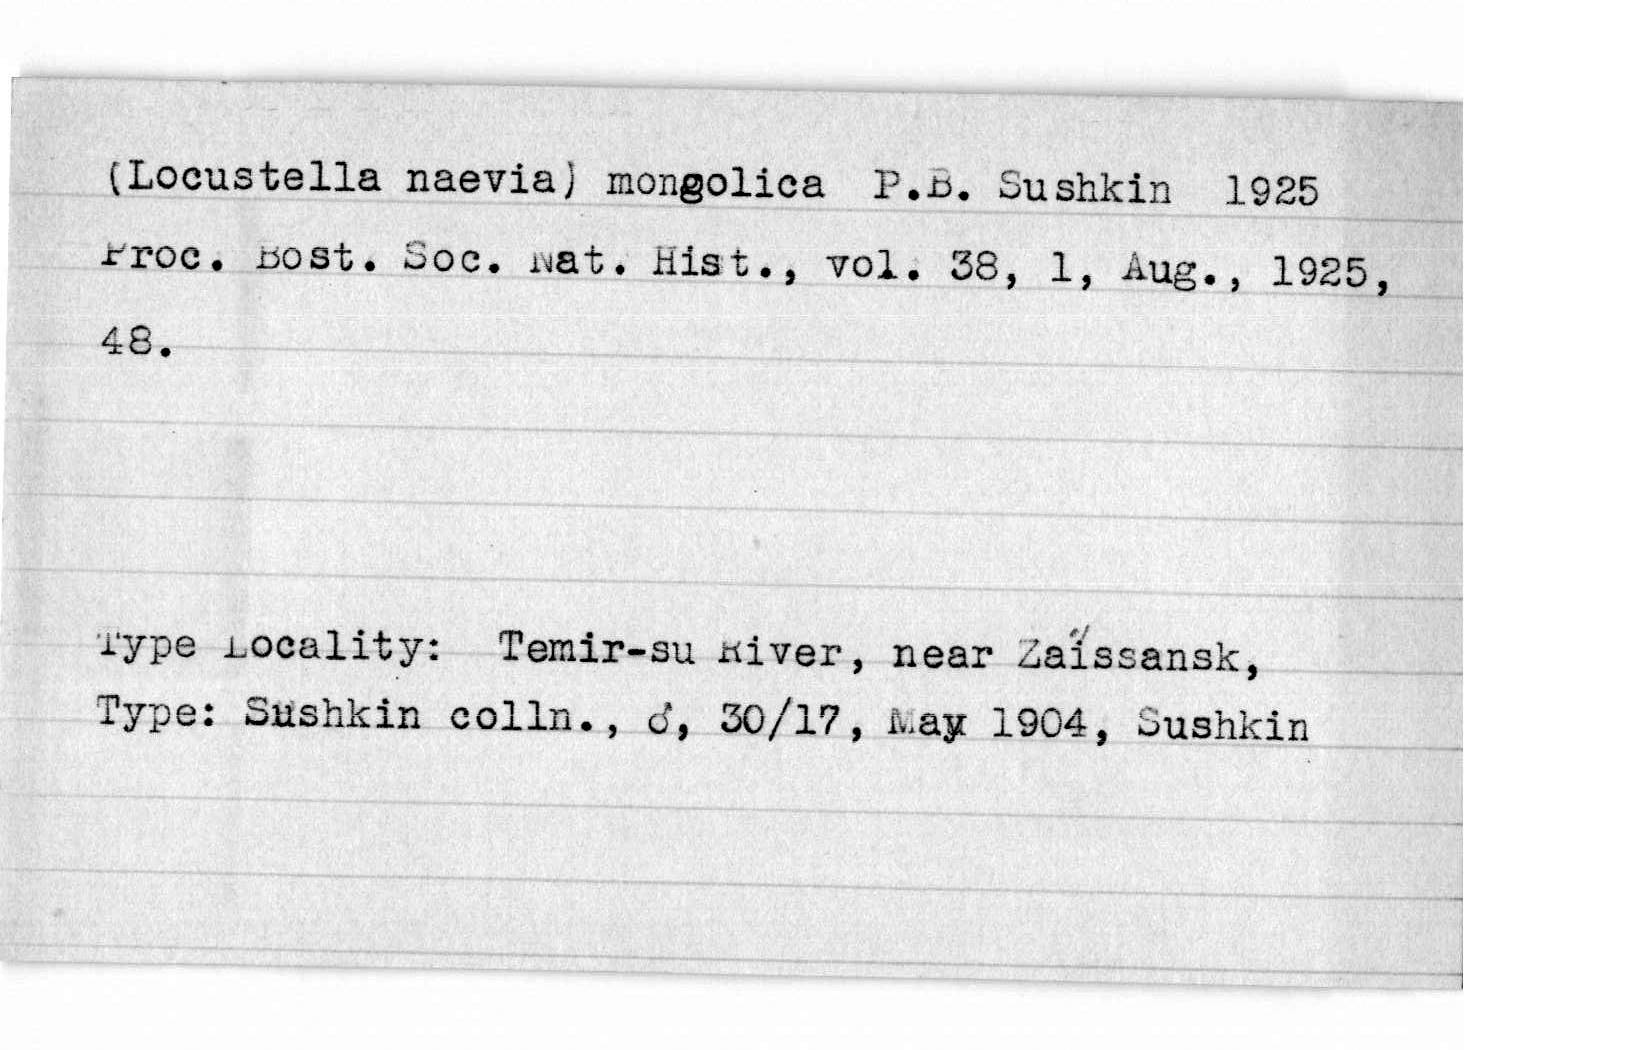 (Locustella naevia) mongolica P.B. Sushkin 1925
Proc. Bost. Soc. Nat. Hist., vol. 38, 1, Aug., 1925,
48.
Type Locality: Temir-su River, near Zaïssansk,
Type: Sushkin colln., ♂, 30/17, May 1904, Sushkin